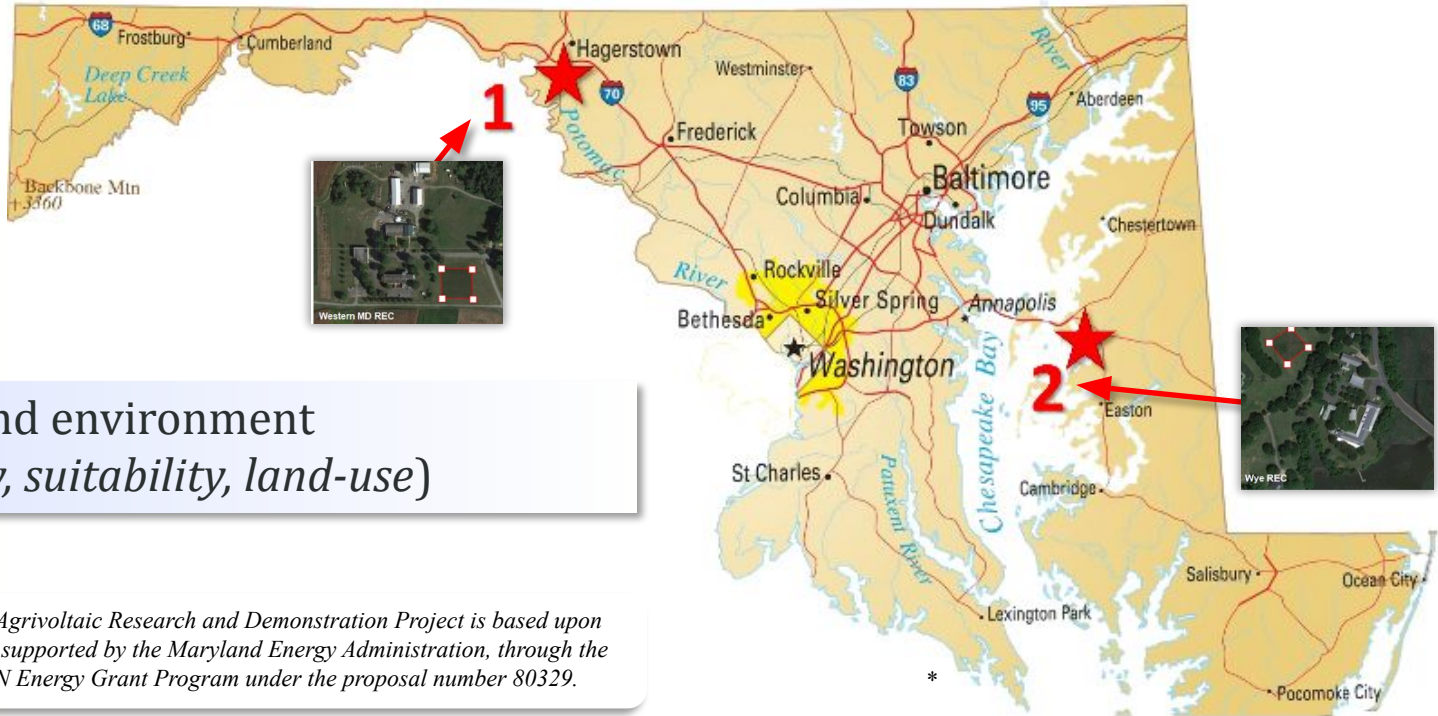 68
Frostburg
Cumberland
Hagerstown
Deep Creek
Lake
1
70
Westminster
83
River
95
Aberdeen
Potomac
Frederick
Towson
Baltimore
Columbia
Dundalk
Backbone Mtn
+3360
Chestertown
Western MD REC
River
Rockville
Silver Spring
Annapolis
Bethesda
Washington
Chesapeake Bay
2
Easton
Wye REC
nd environment
, suitability, land-use)
St Charles
Patuxent River
Cambridge
Salisbury
Ocean City
Lexington Park
Agrivoltaic Research and Demonstration Project is based upon
supported by the Maryland Energy Administration, through the
N Energy Grant Program under the proposal number 80329.
*
Pocomoke City